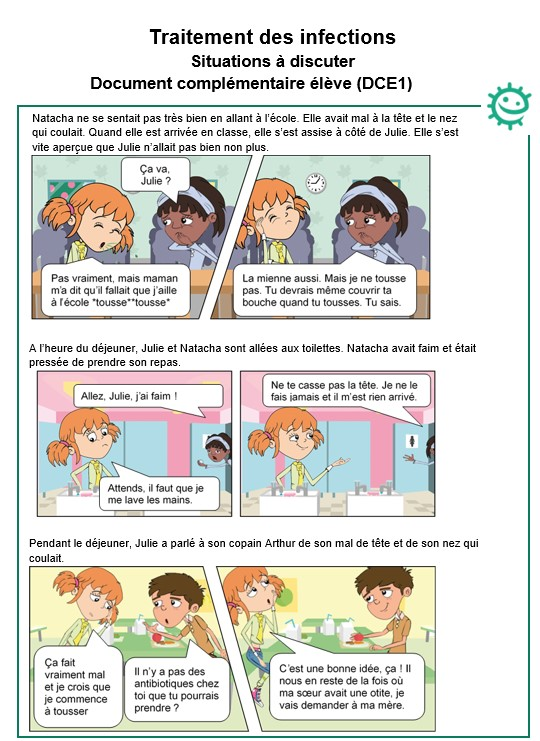 Traitement des infections
Situations à discuter
Document complémentaire élève (DCE1)
Natacha ne se sentait pas très bien en allant à l'école. Elle avait mal à la tête et le nez
qui coulait. Quand elle est arrivée en classe, elle s'est assise à côté de Julie. Elle s'est
vite aperçue que Julie n'allait pas bien non plus.
Ça va,
Julie ?
Pas vraiment, mais maman
m'a dit qu'il fallait que j'aille
à l'école *tousse**tousse*
La mienne aussi. Mais je ne tousse
pas. Tu devrais même couvrir ta
bouche quand tu tousses. Tu sais.
A l'heure du déjeuner, Julie et Natacha sont allées aux toilettes. Natacha avait faim et était
pressée de prendre son repas.
Allez, Julie, j'ai faim !
Attends, il faut que je
me lave les mains.
Ne te casse pas la tête. Je ne le
fais jamais et il m'est rien arrivé.
Pendant le déjeuner, Julie a parlé à son copain Arthur de son mal de tête et de son nez qui
coulait.
Ça fait
vraiment mal
et je crois que
je commence
à tousser
Il n'y a pas des
antibiotiques chez
toi que tu pourrais
prendre ?
C'est une bonne idée, ça ! Il
nous en reste de la fois où
ma sœur avait une otite, je
vais demander à ma mère.